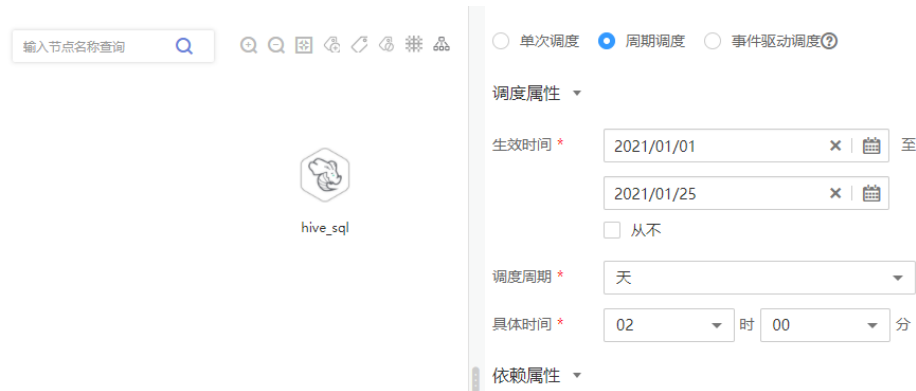 输入节点名称查询
hive_sql
单次调度 周期调度 事件驱动调度?
调度属性
生效时间 * 2021/01/01 至
2021/01/25
从不
调度周期 * 天
具体时间 * 02 时 00 分
依赖属性